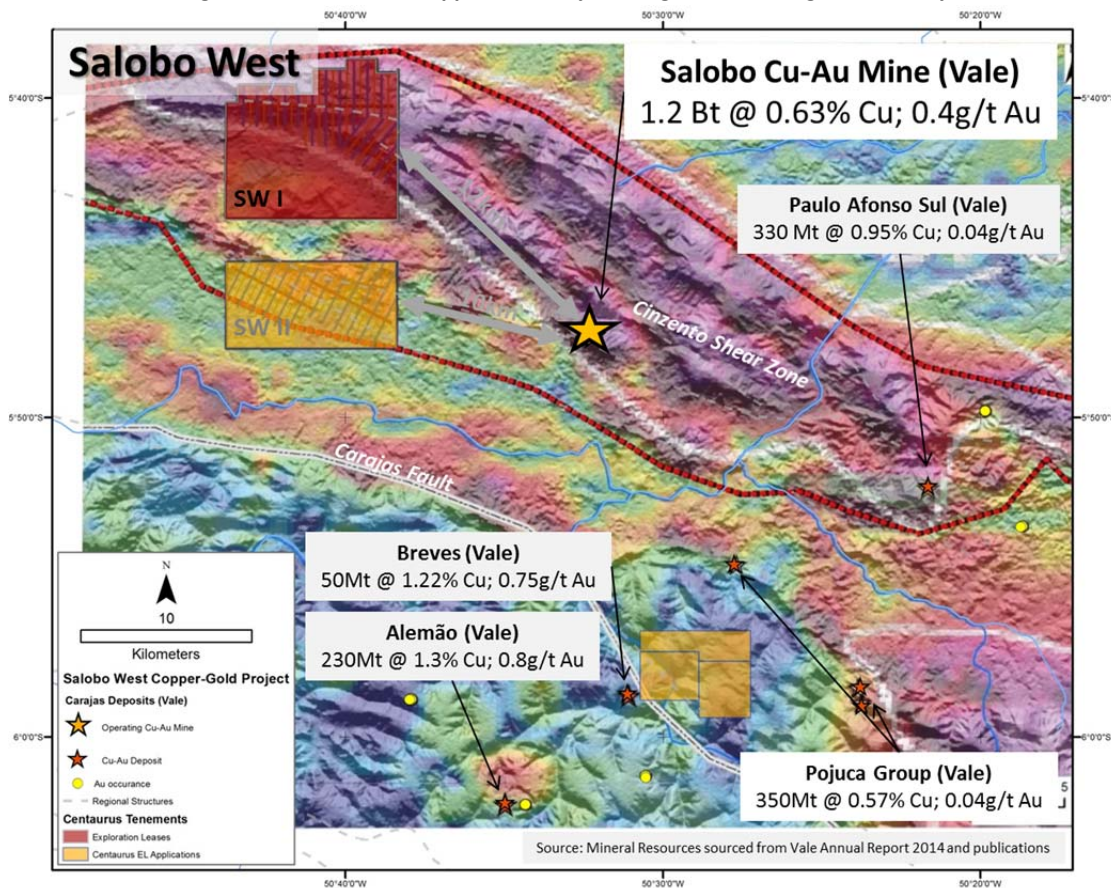 50°40'0"W
50°30'0"W
50°20'0"W
Salobo West
Salobo Cu-Au Mine (Vale)
1.2 Bt @ 0.63% Cu; 0.4g/t Au
5°40'0"S
5°40'0"S
Paulo Afonso Sul (Vale)
330 Mt @ 0.95% Cu; 0.04g/t Au
SW I
SW II
Cinzento Shear Zone
5°50'0"S
5°50'0"S
Carajas Fault
Breves (Vale)
50Mt @ 1.22% Cu; 0.75g/t Au
Alemão (Vale)
230Mt @ 1.3% Cu; 0.8g/t Au
N
10
Kilometers
Salobo West Copper-Gold Project
Carajas Deposits (Vale)
Operating Cu-Au Mine
Cu-Au Deposit
Au occurance
Regional Structures
Centaurus Tenements
Exploration Leases
Centaurus EL Applications
6°0'0"S
6°0'0"S
Pojuca Group (Vale)
350Mt @ 0.57% Cu; 0.04g/t Au
5
Source: Mineral Resources sourced from Vale Annual Report 2014 and publications
50°40'0"W
50°30'0"W
50°20'0"W